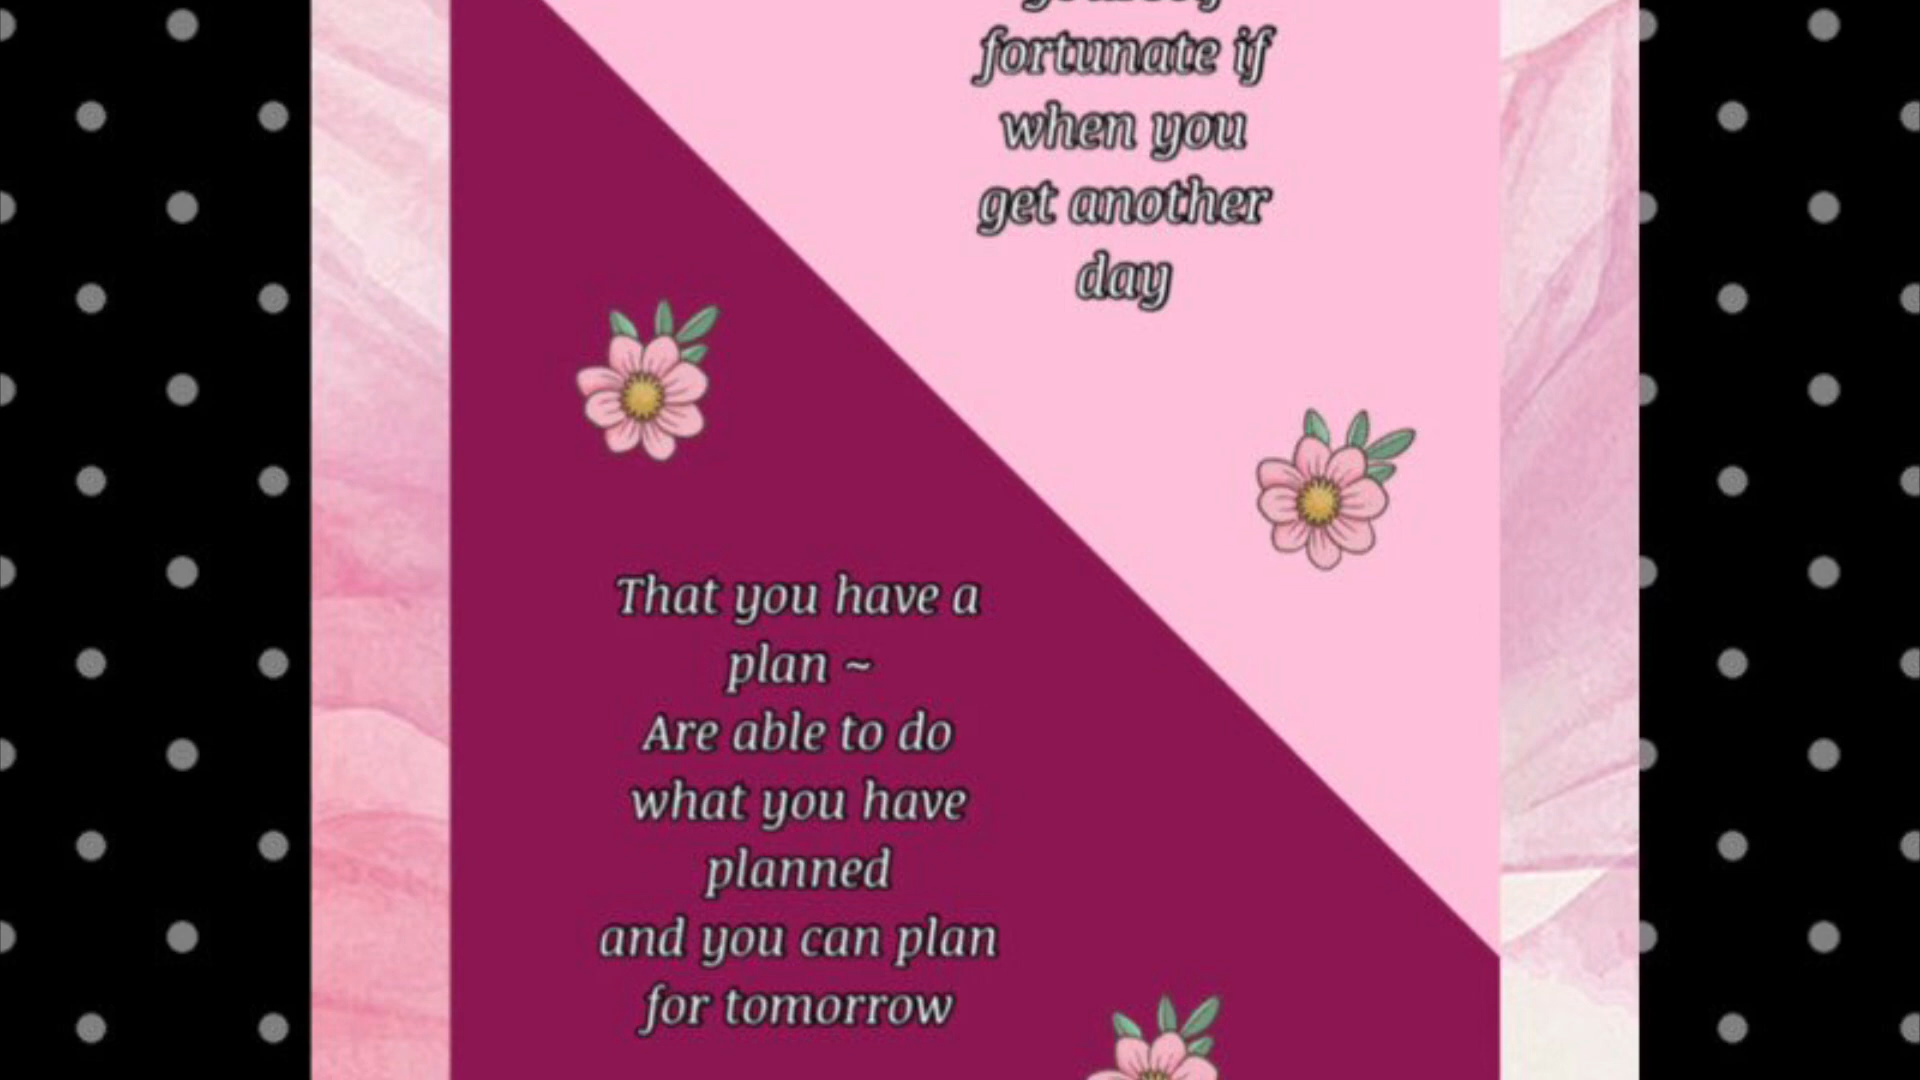 fortunate if
when you
get another
day
That you have a
plan ~
Are able to do
what you have
planned
and you can plan
for tomorrow